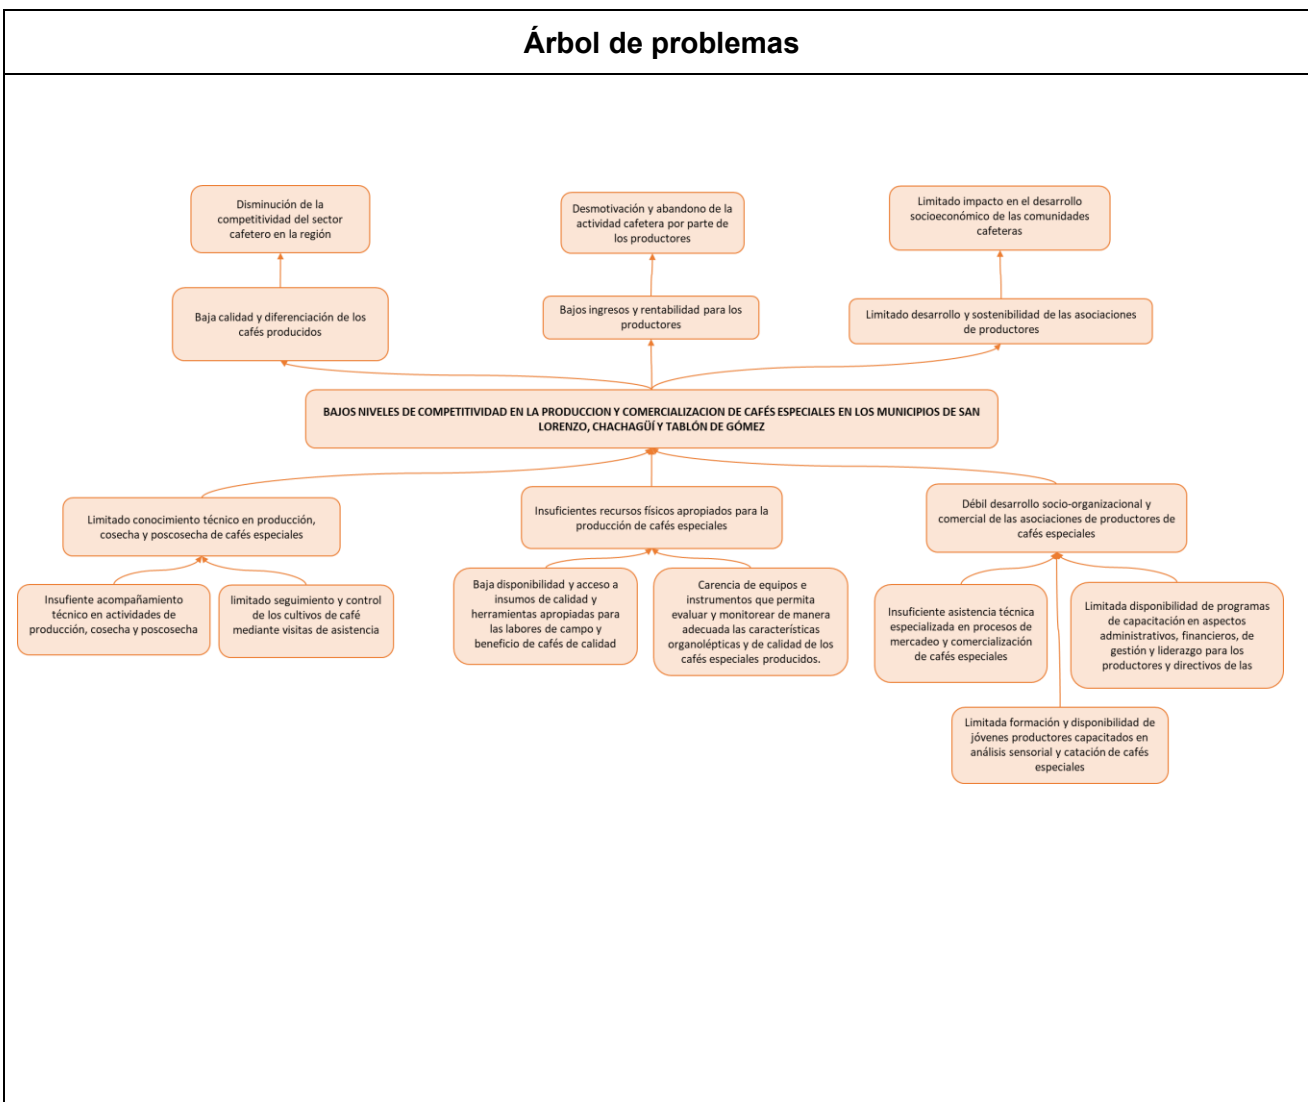 Árbol de problemas
Disminución de la
competitividad del sector
cafetero en la región
Desmotivación y abandono de la
actividad cafetera por parte de
los productores
Limitado impacto en el desarrollo
socioeconómico de las comunidades
cafeteras
Baja calidad y diferenciación de los
cafés producidos
Bajos ingresos y rentabilidad para los
productores
Limitado desarrollo y sostenibilidad de las asociaciones
de productores
BAJOS NIVELES DE COMPETITIVIDAD EN LA PRODUCCION Y COMERCIALIZACION DE CAFÉS ESPECIALES EN LOS MUNICIPIOS DE SAN
LORENZO, CHACHAGÜÍ Y TABLÓN DE GÓMEZ
Limitado conocimiento técnico en producción,
cosecha y poscosecha de cafés especiales
Insuficientes recursos físicos apropiados para la
producción de cafés especiales
Débil desarrollo socio-organizacional y
comercial de las asociaciones de productores de
cafés especiales
Insufiente acompañamiento
técnico en actividades de
producción, cosecha y poscosecha
limitado seguimiento y control
de los cultivos de café
mediante visitas de asistencia
Baja disponibilidad y acceso a
insumos de calidad y
herramientas apropiadas para
las labores de campo y
beneficio de cafés de calidad
Carencia de equipos e
instrumentos que permita
evaluar y monitorear de manera
adecuada las características
organolépticas y de calidad de los
cafés especiales producidos.
Insuficiente asistencia técnica
especializada en procesos de
mercadeo y comercialización
de cafés especiales
Limitada disponibilidad de programas
de capacitación en aspectos
administrativos, financieros, de
gestión y liderazgo para los
productores y directivos de las
Limitada formación y disponibilidad de
jóvenes productores capacitados en
análisis sensorial y catación de cafés
especiales